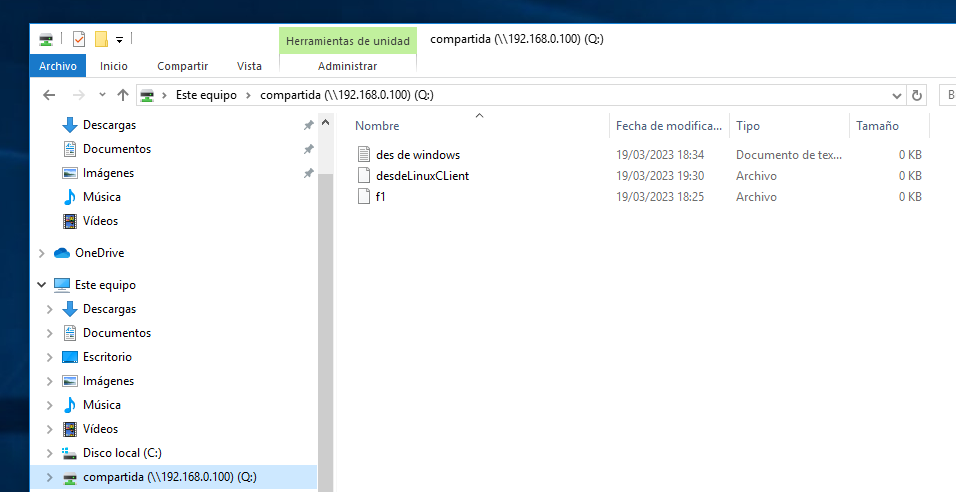 Herramientas de unidad
compartida (\\192.168.0.100) (Q:)
Archivo
Inicio
Compartir
Vista
Administrar
Este equipo > compartida (\\192.168.0.100) (Q:)
B
Descargas
Documentos
Imágenes
Música
Vídeos
OneDrive
Este equipo
Descargas
Documentos
Escritorio
Imágenes
Música
Vídeos
Disco local (C:)
compartida (\\192.168.0.100) (Q:)
Nombre Fecha de modifica... Tipo Tamaño
des de windows 19/03/2023 18:34 Documento de tex... 0 KB
desdeLinuxCLient 19/03/2023 19:30 Archivo 0 KB
f1 19/03/2023 18:25 Archivo 0 KB